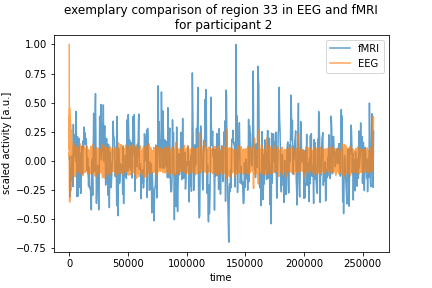 exemplary comparison of region 33 in EEG and fMRI
for participant 2
fMRI
EEG
scaled activity [a.u.]
1.00
0.75
0.50
0.25
0.00
−0.25
−0.50
−0.75
0
50000
100000
150000
200000
250000
time